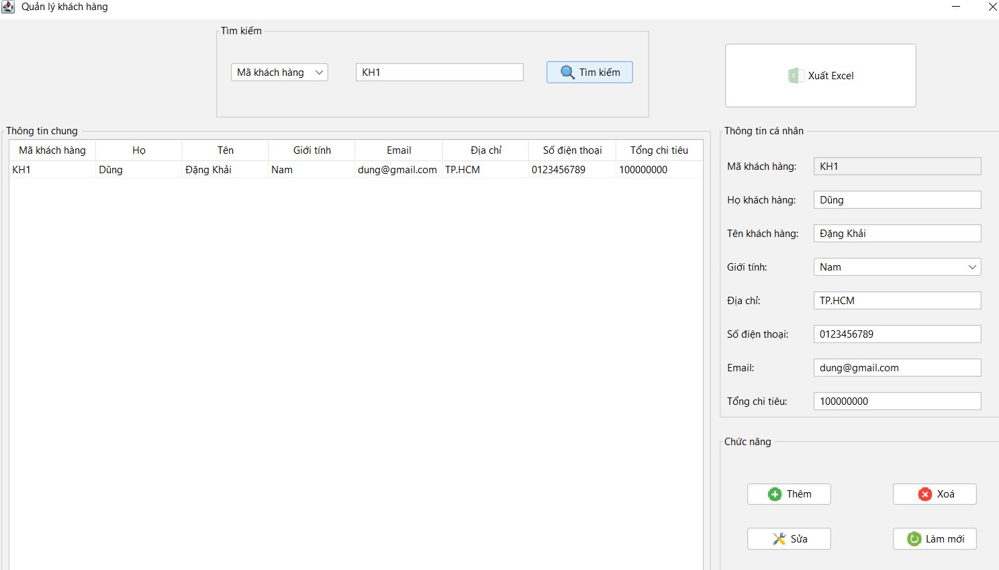 Quản lý khách hàng
Tìm kiếm
Mã khách hàng KH1 Tìm kiếm
Xuất Excel
Thông tin chung
Mã khách hàng Họ Tên Giới tính Email Địa chỉ Số điện thoại Tổng chi tiêu
KH1 Dũng Đặng Khải Nam dung@gmail.com TP.HCM 0123456789 100000000
Thông tin cá nhân
Mã khách hàng: KH1
Họ khách hàng: Dũng
Tên khách hàng: Đặng Khải
Giới tính: Nam
Địa chỉ: TP.HCM
Số điện thoại: 0123456789
Email: dung@gmail.com
Tổng chi tiêu: 100000000
Chức năng
Thêm Xoá
Sửa Làm mới